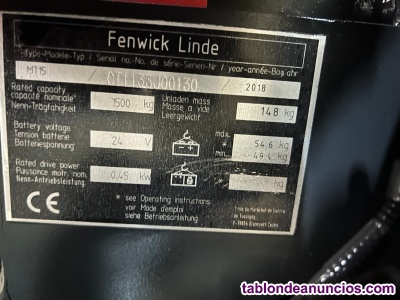 Fenwick Linde
Type-Modele-Typ / Serial no.-No. de série-Serien-Nr / year-année-Baujahr
MT15 / / 2018
Rated capacity
capacité nominale
Nenn-Trägfähigkeit
1500 kg
Unladen mass
Masse a vide
Leergewicht
148 kg
Battery voltage
Tension batterie
Batteriespannung
24 V
max. 54,6 kg
*
min. 49,4 kg
Rated drive power
Puissance motr. nom.
Nenn-Antriebsleistung.
0,45 kW
kg
CE
* see Operating instructions
voir Mode d'emploi
siehe Betriebsanleitung
tablondeanuncios.com